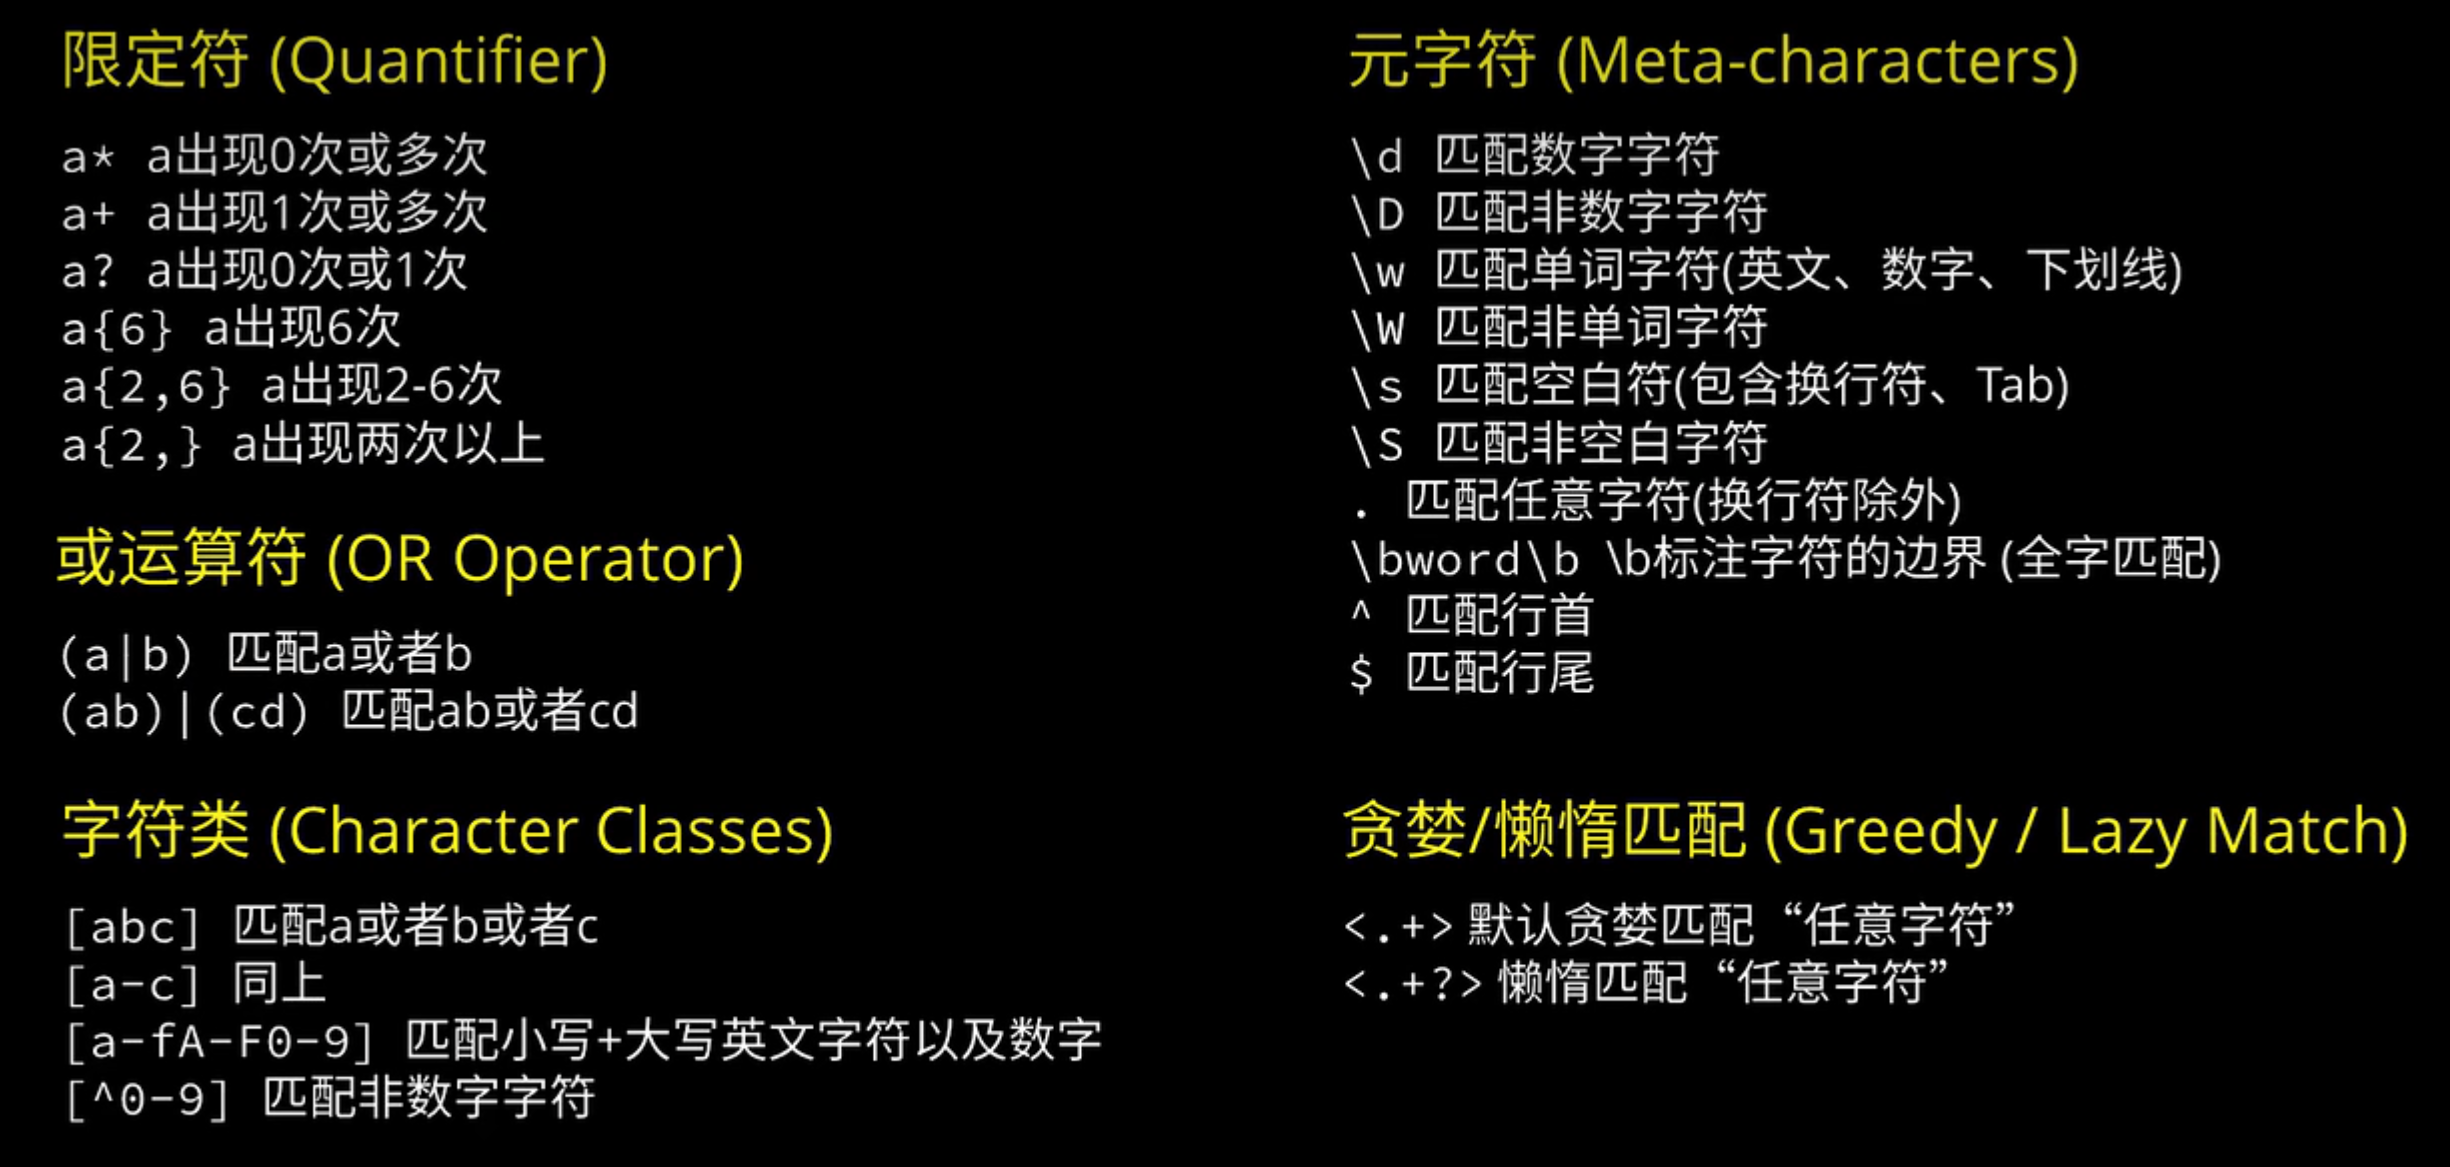 限定符 (Quantifier)
a* a出现0次或多次
a+ a出现1次或多次
a? a出现0次或1次
a{6} a出现6次
a{2,6} a出现2-6次
a{2,} a出现两次以上
或运算符 (OR Operator)
(a|b) 匹配a或者b
(ab)|(cd) 匹配ab或者cd
字符类 (Character Classes)
[abc] 匹配a或者b或者c
[a-c] 同上
[a-fA-F0-9] 匹配小写+大写英文字符以及数字
[^0-9] 匹配非数字字符
元字符 (Meta-characters)
\d 匹配数字字符
\D 匹配非数字字符
\w 匹配单词字符(英文、数字、下划线)
\W 匹配非单词字符
\s 匹配空白符(包含换行符、Tab)
\S 匹配非空白字符
. 匹配任意字符(换行符除外)
\bword\b \b标注字符的边界 (全字匹配)
^ 匹配行首
$ 匹配行尾
贪婪/懒惰匹配 (Greedy / Lazy Match)
<.+> 默认贪婪匹配“任意字符”
<.+?> 懒惰匹配“任意字符”